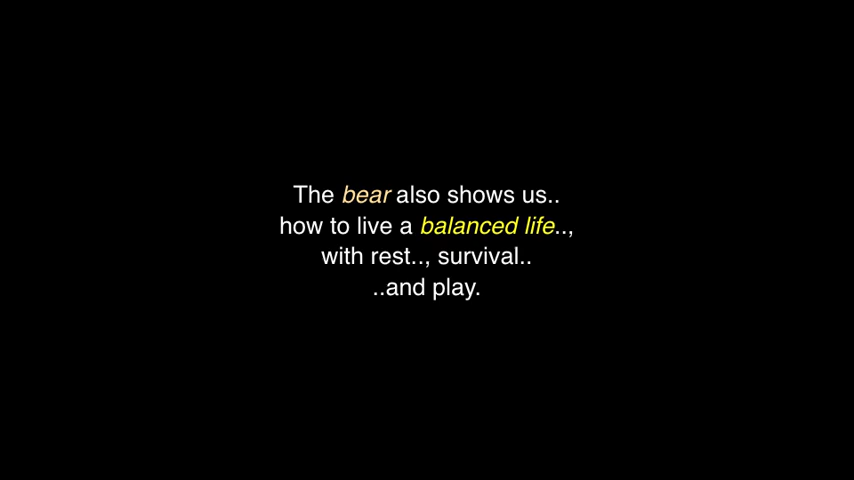 The bear also shows us..
how to live a balanced life..,
with rest.., survival..
..and play.